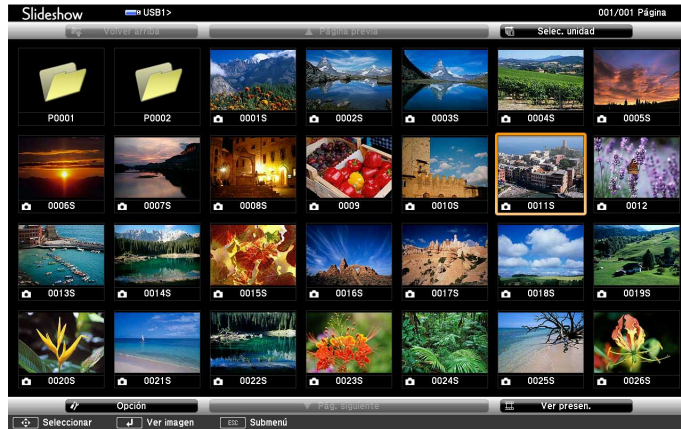 Slideshow USB1> 001/001 Página
Volver arriba Página previa Selec. unidad
P0001 P0002 0001S 0002S 0003S 0004S 0005S
0006S 0007S 0008S 0009 0010S 0011S 0012
0013S 0014S 0015S 0016S 0017S 0018S 0019S
0020S 0021S 0022S 0023S 0024S 0025S 0026S
Opción Pág. siguiente Ver presen.
Seleccionar Ver imagen ESC Submenú